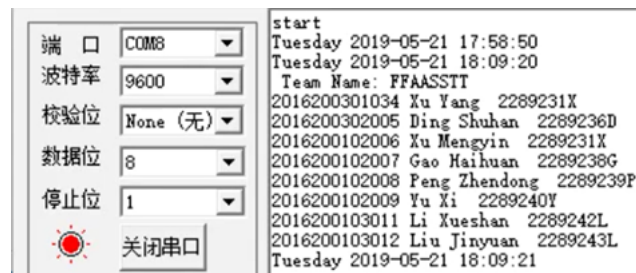 端 口 COM8
波特率 9600
校验位 None (无)
数据位 8
停止位 1
关闭串口
start
Tuesday 2019-05-21 17:58:50
Tuesday 2019-05-21 18:09:20
Team Name: FFAASSTT
2016200301034 Xu Yang 2289231X
2016200302005 Ding Shuhan 2289236D
2016200102006 Xu Mengyin 2289231X
2016200102007 Gao Haihuan 2289238G
2016200102008 Peng Zhendong 2289239P
2016200102009 Yu Xi 2289240Y
2016200103011 Li Xueshan 2289242L
2016200103012 Liu Jinyuan 2289243L
Tuesday 2019-05-21 18:09:21